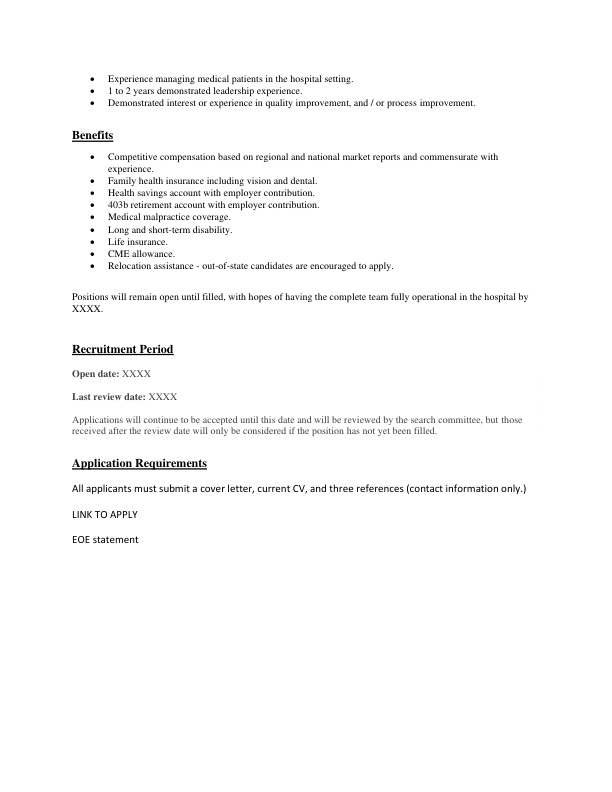 • Experience managing medical patients in the hospital setting.
• 1 to 2 years demonstrated leadership experience.
• Demonstrated interest or experience in quality improvement, and / or process improvement.
Benefits
• Competitive compensation based on regional and national market reports and commensurate with
experience.
• Family health insurance including vision and dental.
• Health savings account with employer contribution.
• 403b retirement account with employer contribution.
• Medical malpractice coverage.
• Long and short-term disability.
• Life insurance.
• CME allowance.
• Relocation assistance - out-of-state candidates are encouraged to apply.
Positions will remain open until filled, with hopes of having the complete team fully operational in the hospital by
XXXX.
Recruitment Period
Open date: XXXX
Last review date: XXXX
Applications will continue to be accepted until this date and will be reviewed by the search committee, but those
received after the review date will only be considered if the position has not yet been filled.
Application Requirements
All applicants must submit a cover letter, current CV, and three references (contact information only.)
LINK TO APPLY
EOE statement